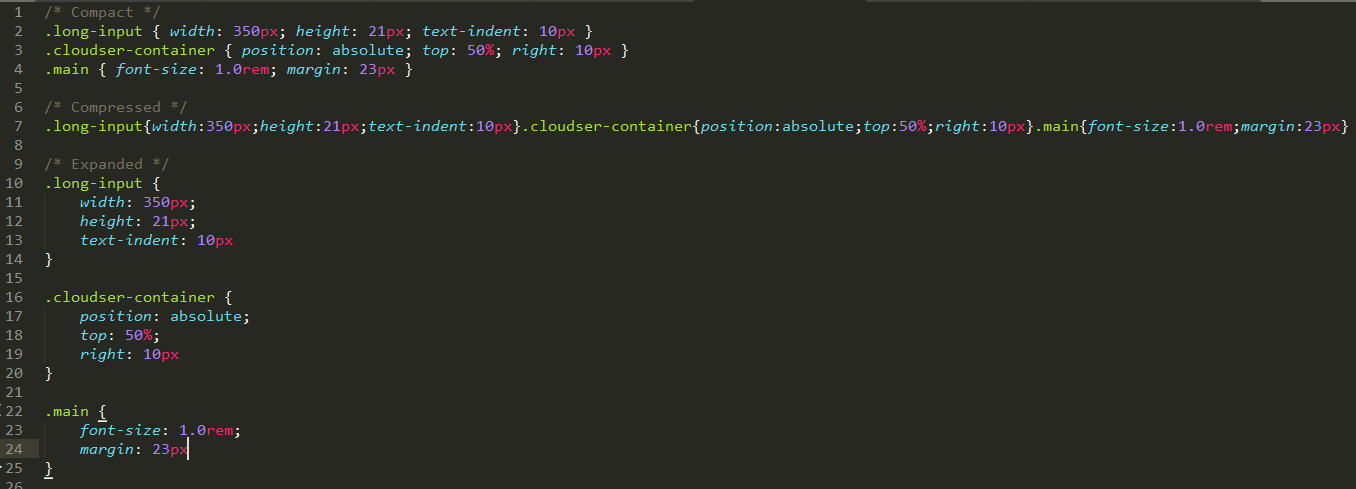 1 /* Compact */
2 .long-input { width: 350px; height: 21px; text-indent: 10px }
3 .cloudser-container { position: absolute; top: 50%; right: 10px }
4 .main { font-size: 1.0rem; margin: 23px }
5
6 /* Compressed */
7 .long-input{width:350px;height:21px;text-indent:10px}.cloudser-container{position:absolute;top:50%;right:10px}.main{font-size:1.0rem;margin:23px}
8
9 /* Expanded */
10 .long-input {
11     width: 350px;
12     height: 21px;
13     text-indent: 10px
14 }
15
16 .cloudser-container {
17     position: absolute;
18     top: 50%;
19     right: 10px
20 }
21
22 .main {
23     font-size: 1.0rem;
24     margin: 23px
25 }
26